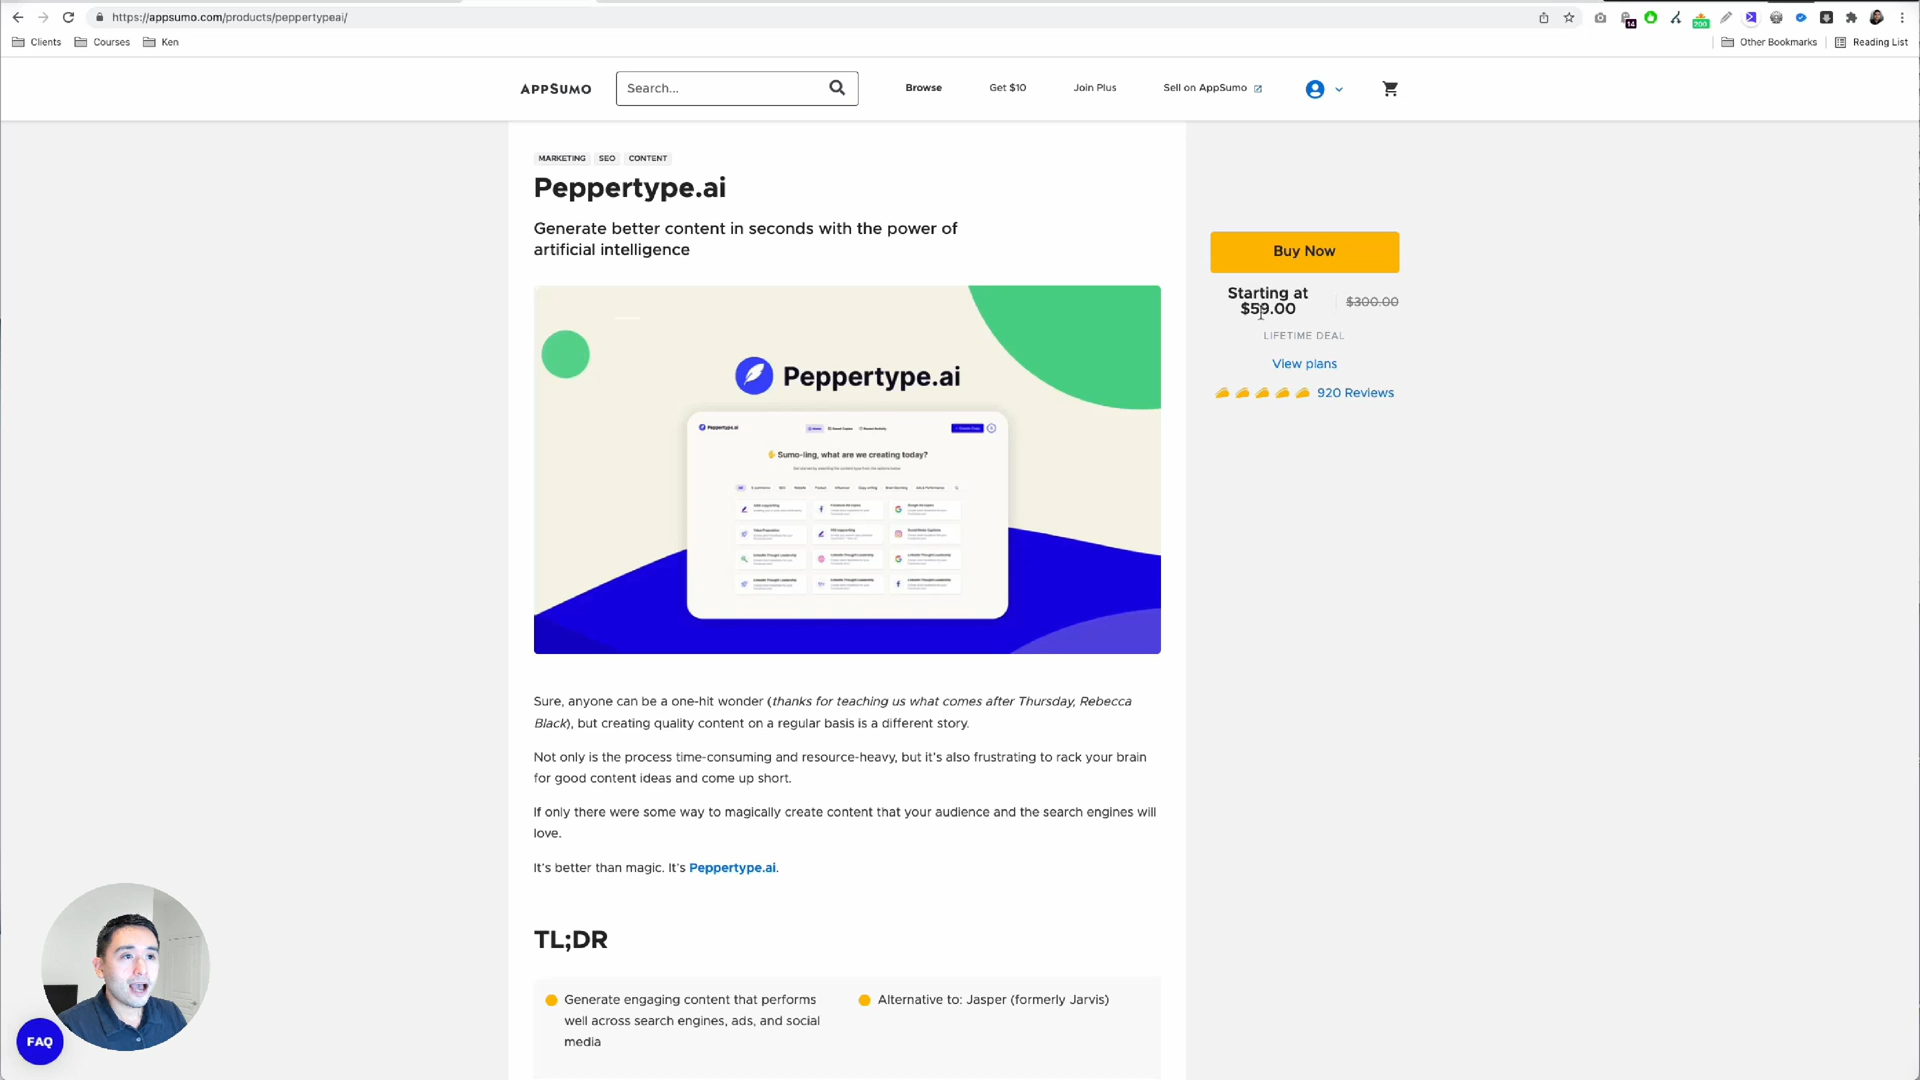 https://appsumo.com/products/peppertypeai/
14
200
Clients
Courses
Ken
Other Bookmarks
Reading List
APPSUMO
Search...
Browse
Get $10
Join Plus
Sell on AppSumo
MARKETING
SEO
CONTENT
Peppertype.ai
Generate better content in seconds with the power of
artificial intelligence
Buy Now
Starting at
$59.00
$300.00
LIFETIME DEAL
View plans
920 Reviews
Peppertype.ai
Peppertype.ai
Sumo-ling, what are we creating today?
Sure, anyone can be a one-hit wonder (thanks for teaching us what comes after Thursday, Rebecca
Black), but creating quality content on a regular basis is a different story.
Not only is the process time-consuming and resource-heavy, but it's also frustrating to rack your brain
for good content ideas and come up short.
If only there were some way to magically create content that your audience and the search engines will
love.
It's better than magic. It's Peppertype.ai.
TL;DR
Generate engaging content that performs
well across search engines, ads, and social
media
Alternative to: Jasper (formerly Jarvis)
FAQ